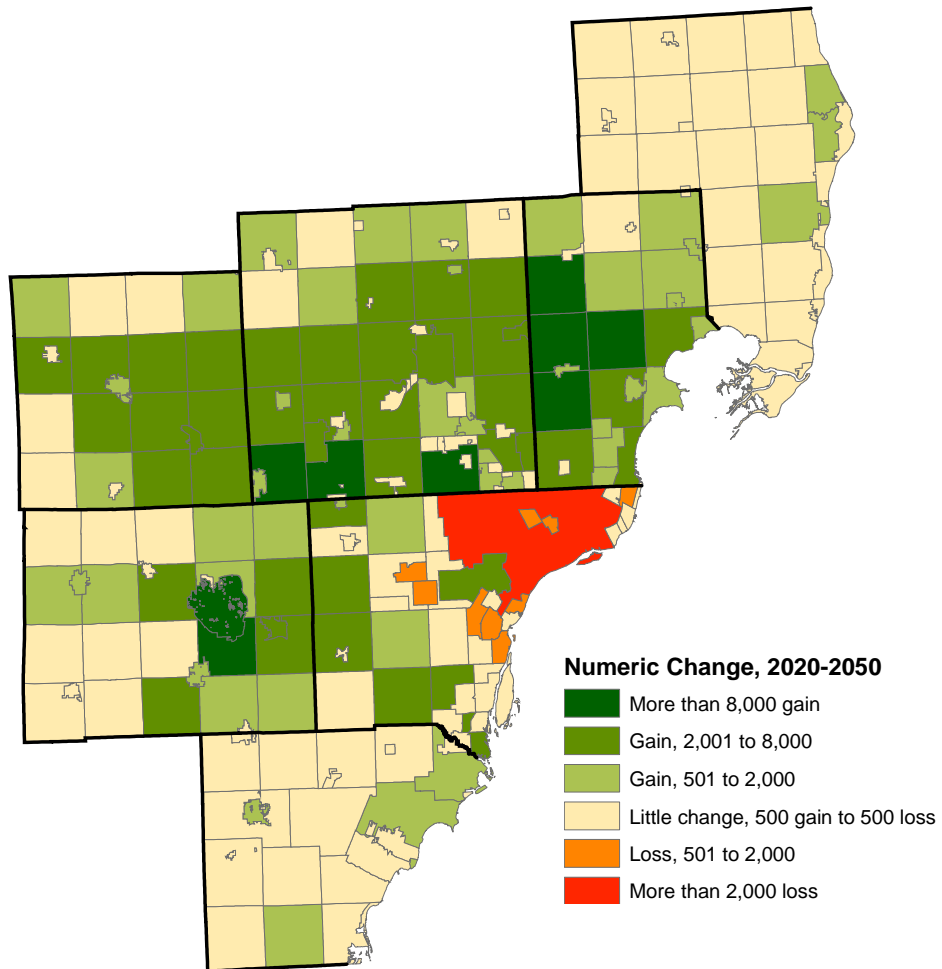 Numeric Change, 2020-2050
More than 8,000 gain
Gain, 2,001 to 8,000
Gain, 501 to 2,000
Little change, 500 gain to 500 loss
Loss, 501 to 2,000
More than 2,000 loss